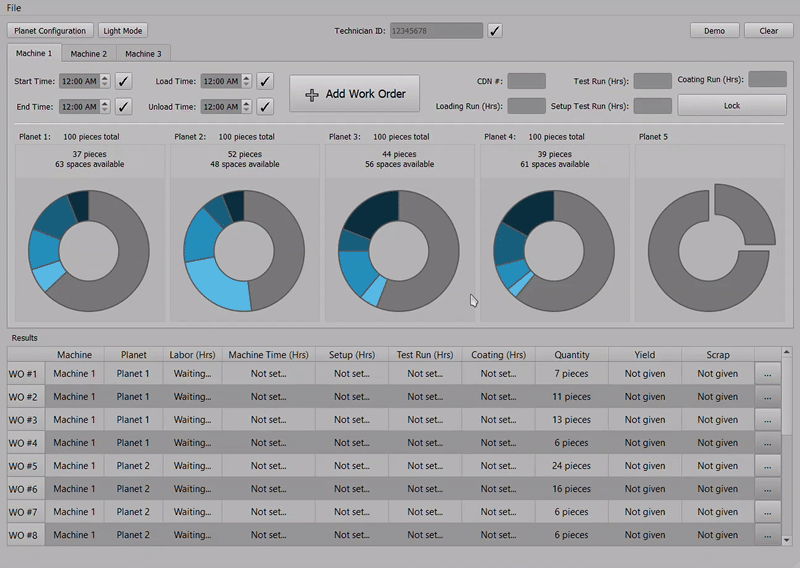 File
Planet Configuration Light Mode Technician ID: 12345678 Demo Clear
Machine 1 Machine 2 Machine 3
Start Time: 12:00 AM Load Time: 12:00 AM Add Work Order CDN #: Test Run (Hrs): Coating Run (Hrs):
End Time: 12:00 AM Unload Time: 12:00 AM Loading Run (Hrs): Setup Test Run (Hrs): Lock
Planet 1: 100 pieces total Planet 2: 100 pieces total Planet 3: 100 pieces total Planet 4: 100 pieces total Planet 5
37 pieces 52 pieces 44 pieces 39 pieces
63 spaces available 48 spaces available 56 spaces available 61 spaces available
Results
Machine Planet Labor (Hrs) Machine Time (Hrs) Setup (Hrs) Test Run (Hrs) Coating (Hrs) Quantity Yield Scrap
WO #1 Machine 1 Planet 1 Waiting... Not set... Not set... Not set... Not set... 7 pieces Not given Not given ...
WO #2 Machine 1 Planet 1 Waiting... Not set... Not set... Not set... Not set... 11 pieces Not given Not given ...
WO #3 Machine 1 Planet 1 Waiting... Not set... Not set... Not set... Not set... 13 pieces Not given Not given ...
WO #4 Machine 1 Planet 1 Waiting... Not set... Not set... Not set... Not set... 6 pieces Not given Not given ...
WO #5 Machine 1 Planet 2 Waiting... Not set... Not set... Not set... Not set... 24 pieces Not given Not given ...
WO #6 Machine 1 Planet 2 Waiting... Not set... Not set... Not set... Not set... 16 pieces Not given Not given ...
WO #7 Machine 1 Planet 2 Waiting... Not set... Not set... Not set... Not set... 6 pieces Not given Not given ...
WO #8 Machine 1 Planet 2 Waiting... Not set... Not set... Not set... Not set... 6 pieces Not given Not given ...